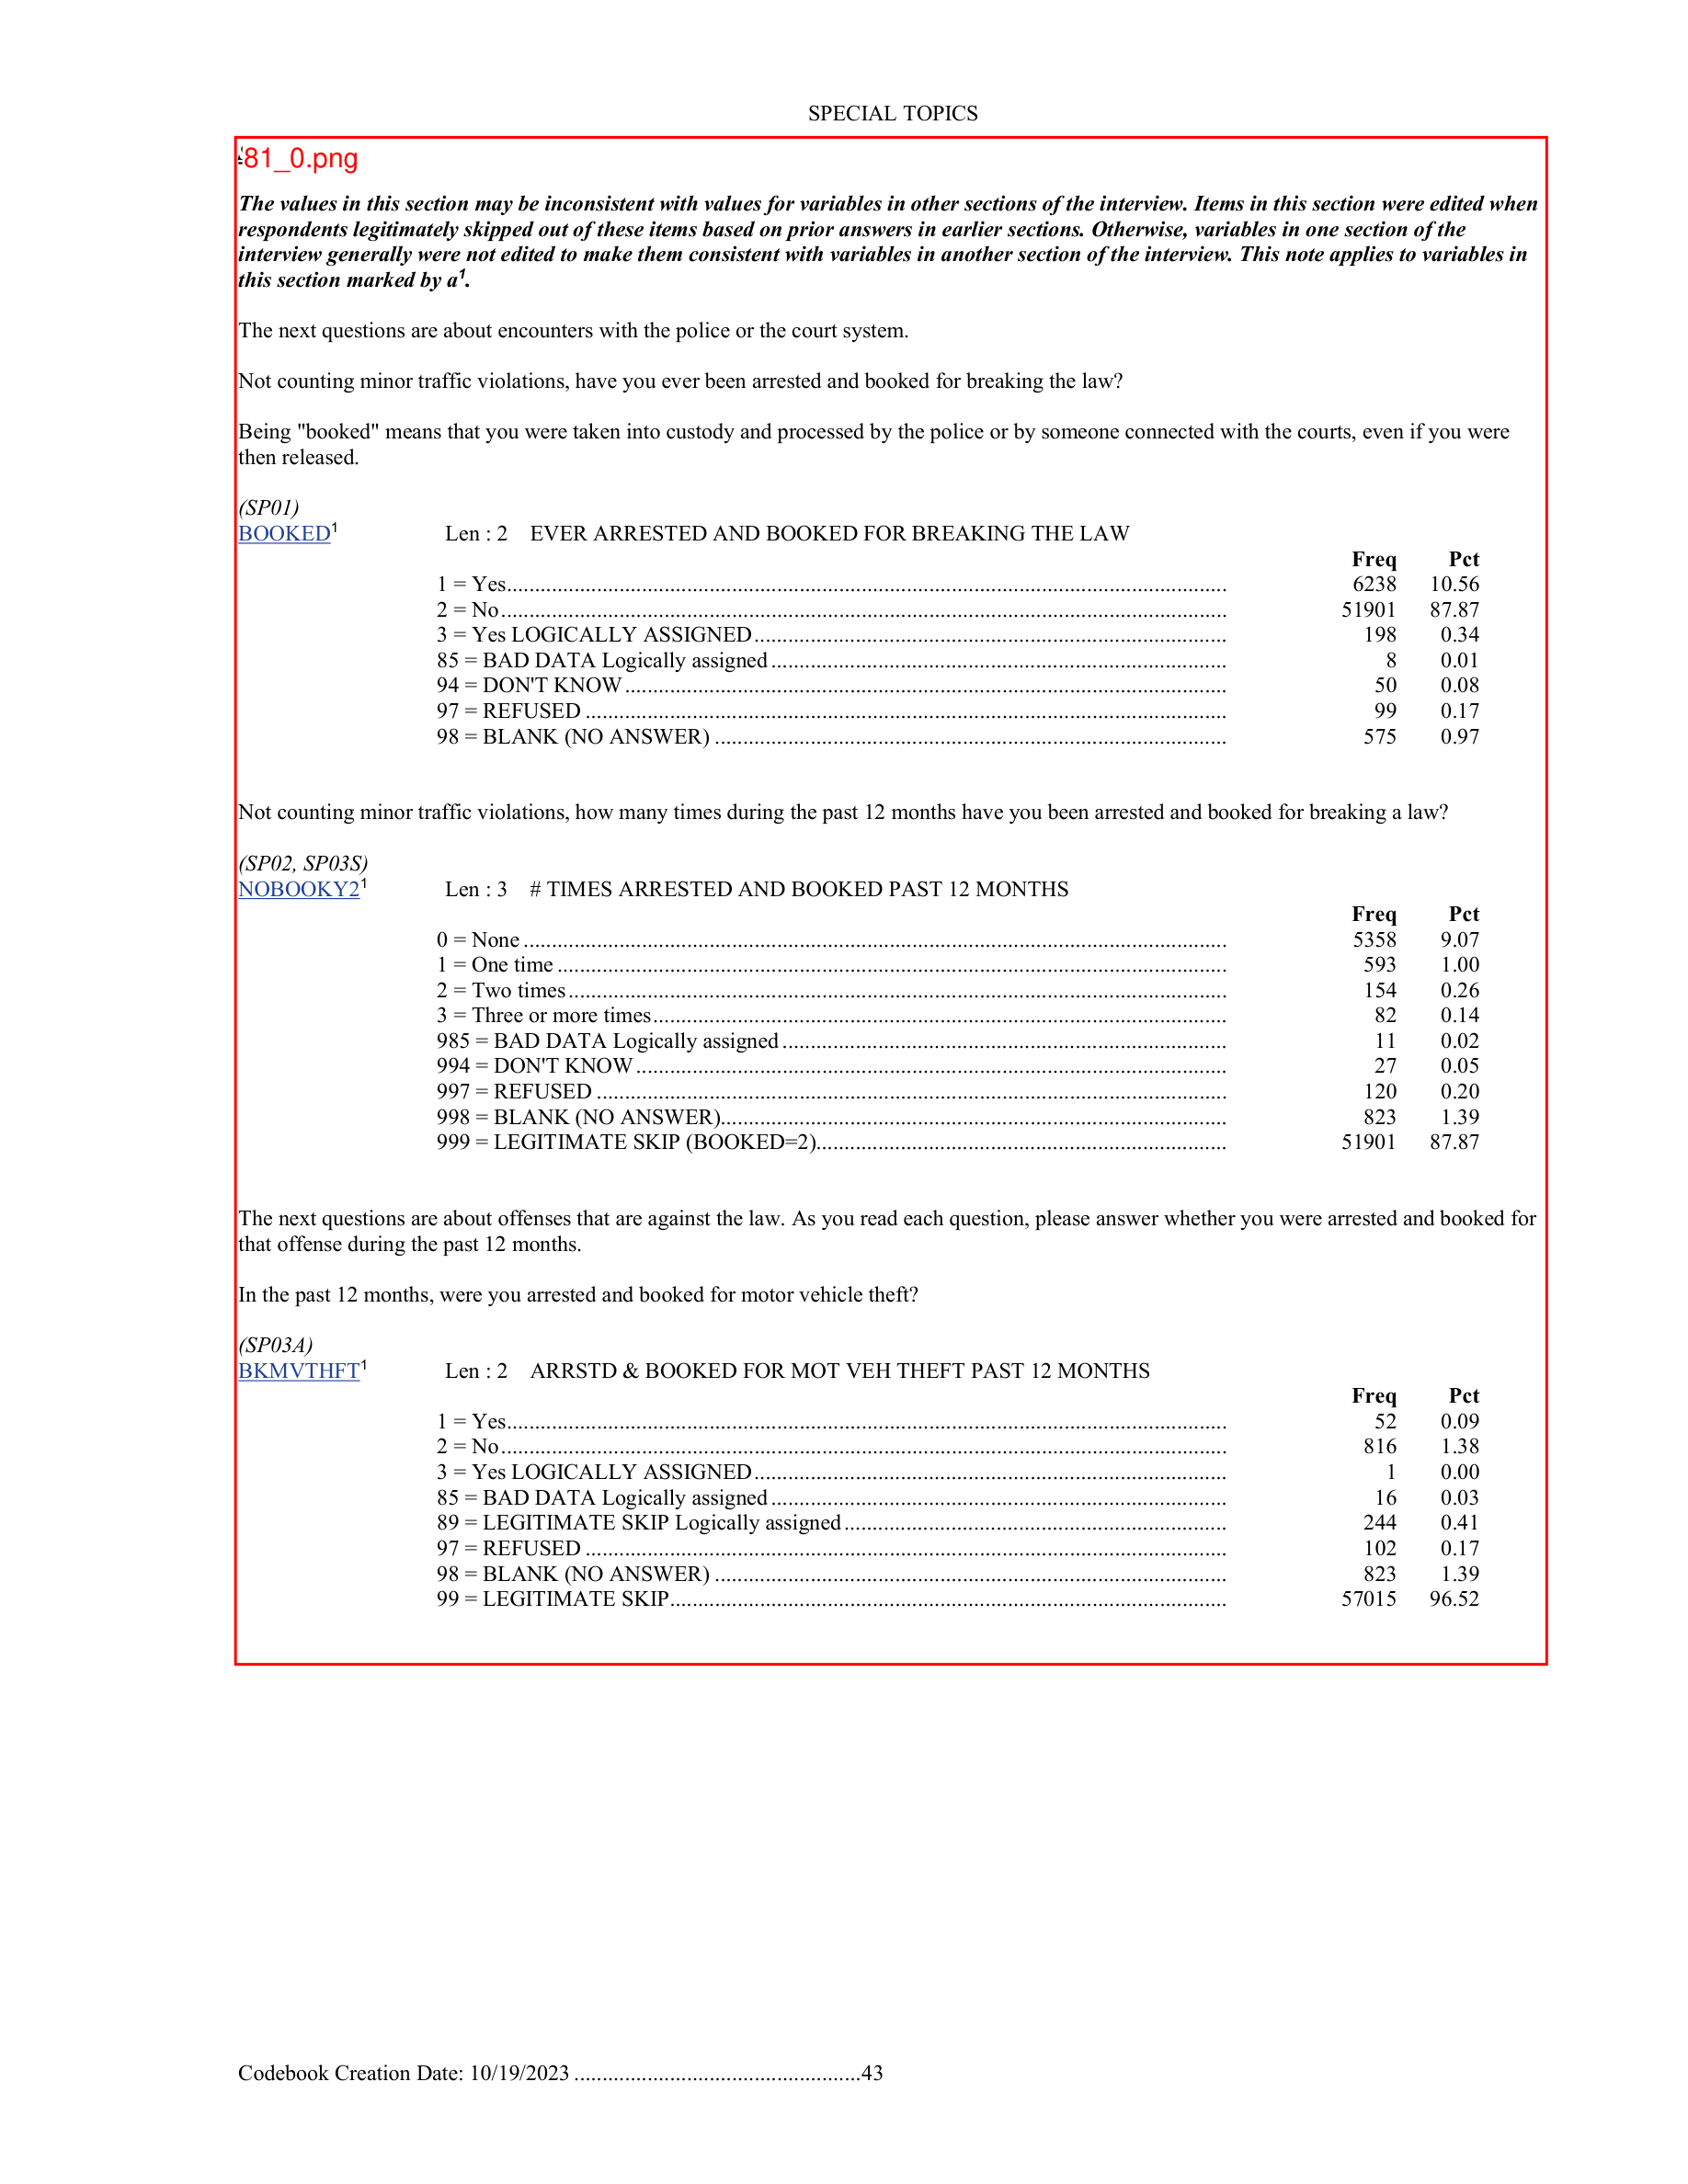 SPECIAL TOPICS
81_0.png
The values in this section may be inconsistent with values for variables in other sections of the interview. Items in this section were edited when
respondents legitimately skipped out of these items based on prior answers in earlier sections. Otherwise, variables in one section of the
interview generally were not edited to make them consistent with variables in another section of the interview. This note applies to variables in
this section marked by a¹.
The next questions are about encounters with the police or the court system.
Not counting minor traffic violations, have you ever been arrested and booked for breaking the law?
Being "booked" means that you were taken into custody and processed by the police or by someone connected with the courts, even if you were
then released.
(SP01)
BOOKED¹ Len : 2 EVER ARRESTED AND BOOKED FOR BREAKING THE LAW
Freq Pct
1 = Yes........ 6238 10.56
2 = No........ 51901 87.87
3 = Yes LOGICALLY ASSIGNED........ 198 0.34
85 = BAD DATA Logically assigned........ 8 0.01
94 = DON'T KNOW........ 50 0.08
97 = REFUSED ........ 99 0.17
98 = BLANK (NO ANSWER) ........ 575 0.97
Not counting minor traffic violations, how many times during the past 12 months have you been arrested and booked for breaking a law?
(SP02, SP03S)
NOBOOKY2¹ Len : 3 # TIMES ARRESTED AND BOOKED PAST 12 MONTHS
Freq Pct
0 = None ........ 5358 9.07
1 = One time ........ 593 1.00
2 = Two times........ 154 0.26
3 = Three or more times........ 82 0.14
985 = BAD DATA Logically assigned........ 11 0.02
994 = DON'T KNOW........ 27 0.05
997 = REFUSED ........ 120 0.20
998 = BLANK (NO ANSWER)........ 823 1.39
999 = LEGITIMATE SKIP (BOOKED=2)........ 51901 87.87
The next questions are about offenses that are against the law. As you read each question, please answer whether you were arrested and booked for
that offense during the past 12 months.
In the past 12 months, were you arrested and booked for motor vehicle theft?
(SP03A)
BKMVTHFT¹ Len : 2 ARRSTD & BOOKED FOR MOT VEH THEFT PAST 12 MONTHS
Freq Pct
1 = Yes........ 52 0.09
2 = No........ 816 1.38
3 = Yes LOGICALLY ASSIGNED........ 1 0.00
85 = BAD DATA Logically assigned........ 16 0.03
89 = LEGITIMATE SKIP Logically assigned........ 244 0.41
97 = REFUSED ........ 102 0.17
98 = BLANK (NO ANSWER) ........ 823 1.39
99 = LEGITIMATE SKIP........ 57015 96.52
Codebook Creation Date: 10/19/2023 ........43